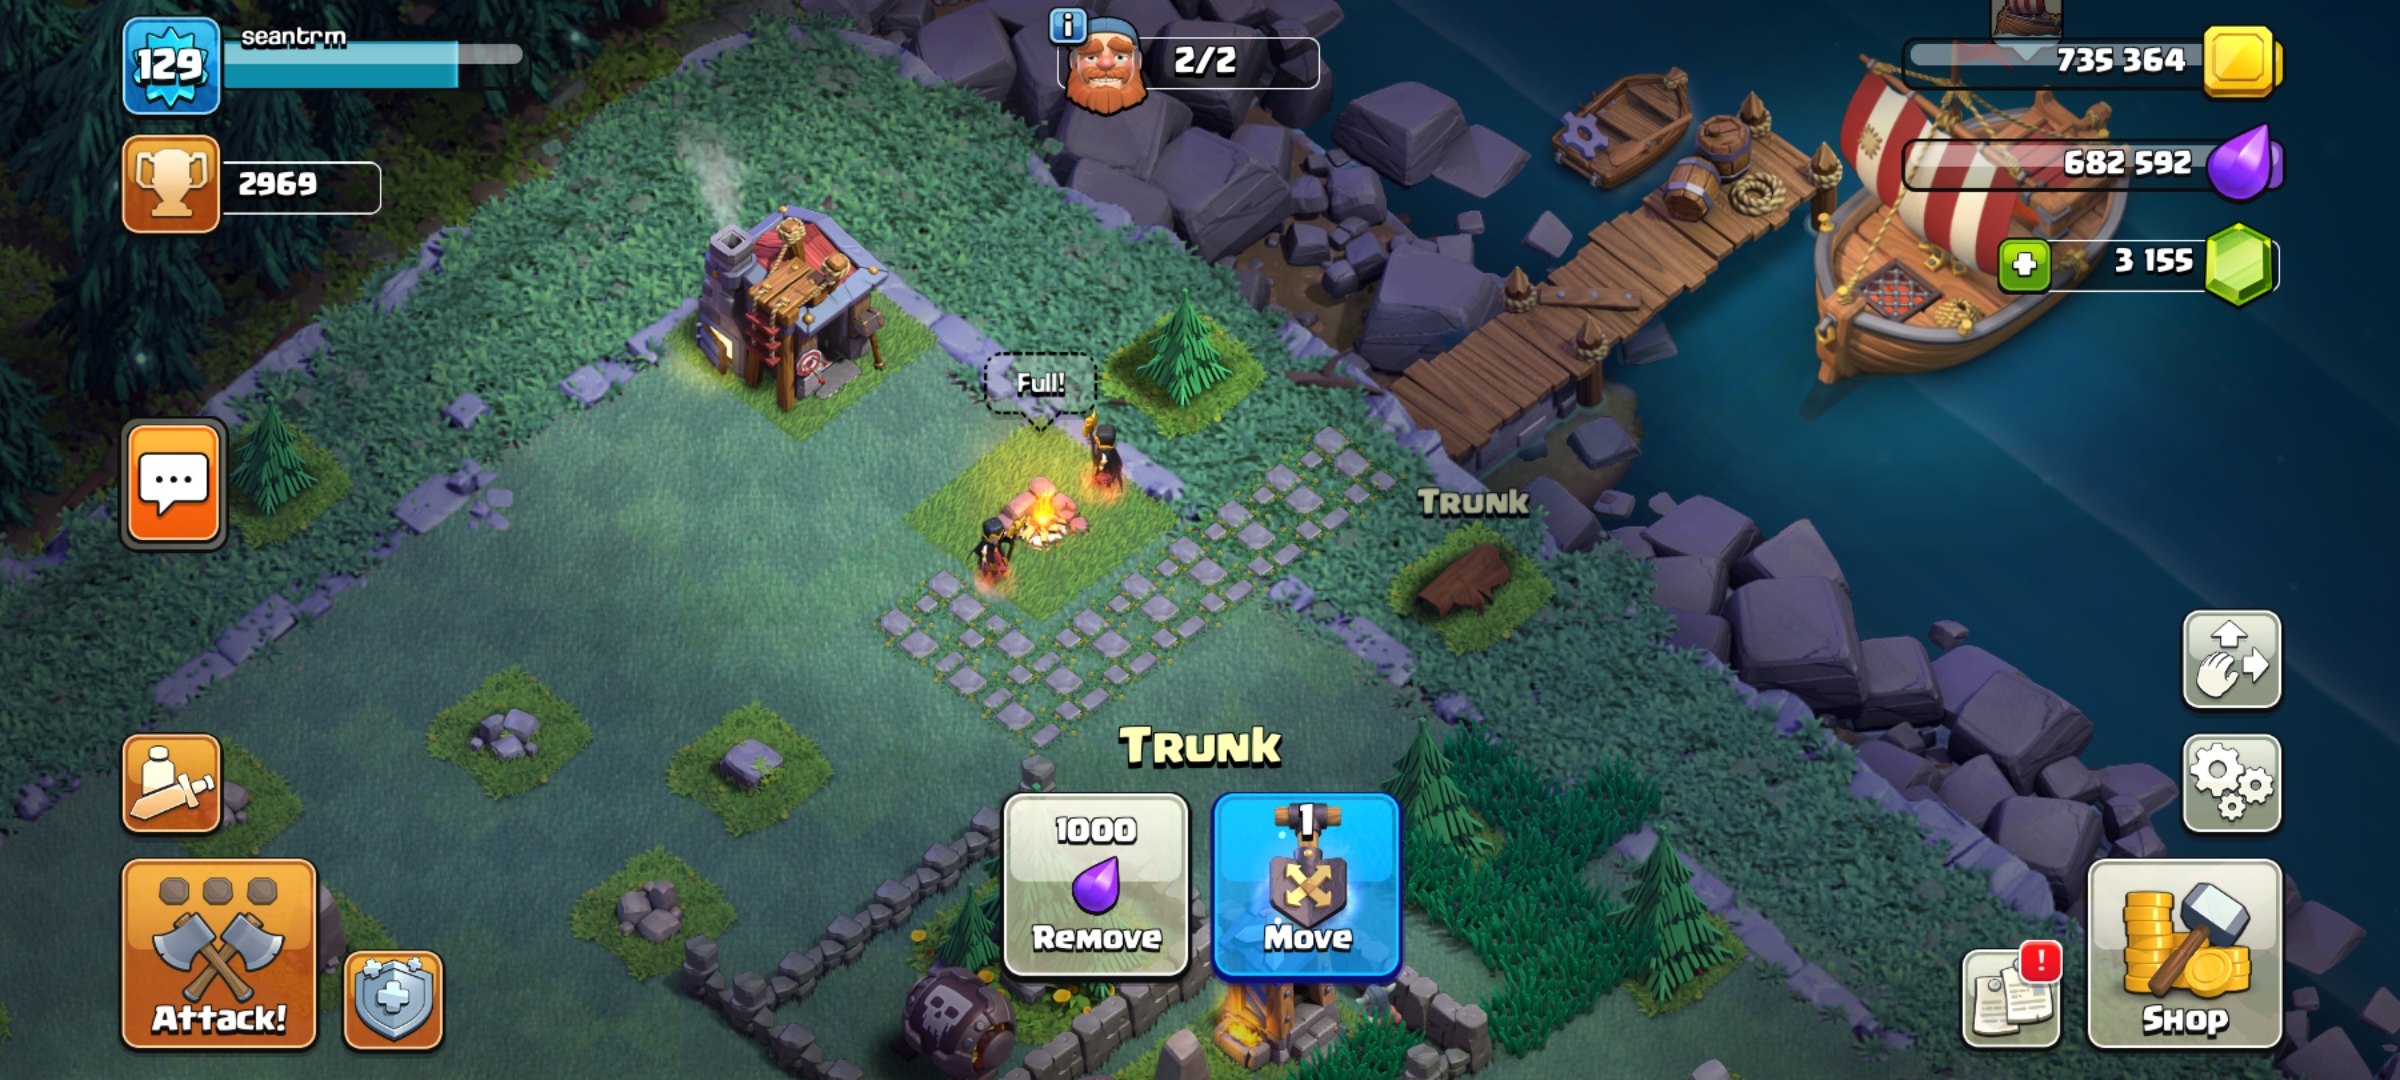 129
seantrm
2/2
735 364
2969
682 592
3 155
Full!
Trunk
Trunk
1000
Remove
1
Move
Attack!
!
Shop